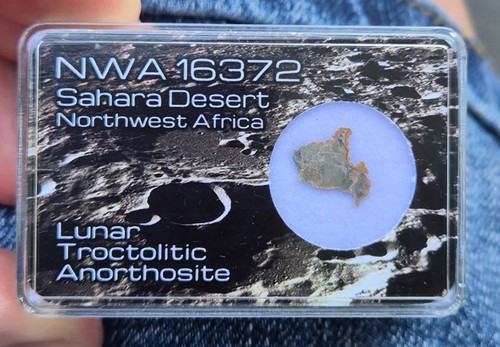 NWA 16372
Sahara Desert
Northwest Africa
Lunar
Troctolitic
Anorthosite